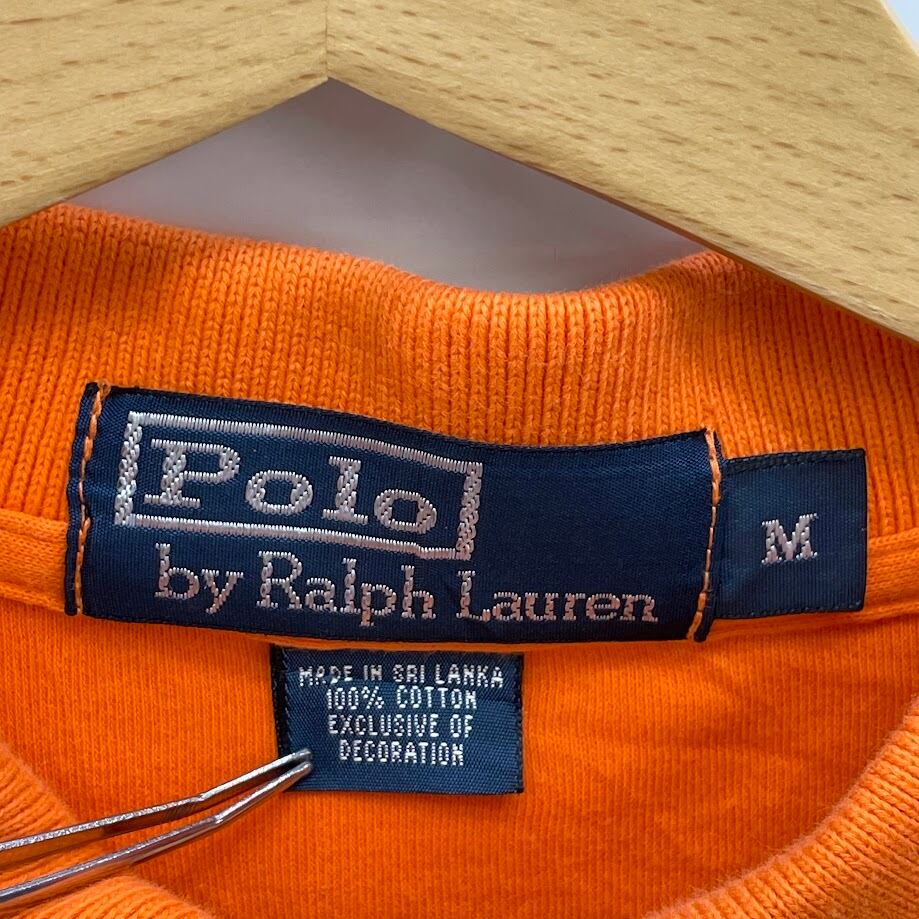 Polo
by Ralph Lauren
M
MADE IN SRI LANKA
100% COTTON
EXCLUSIVE OF
DECORATION